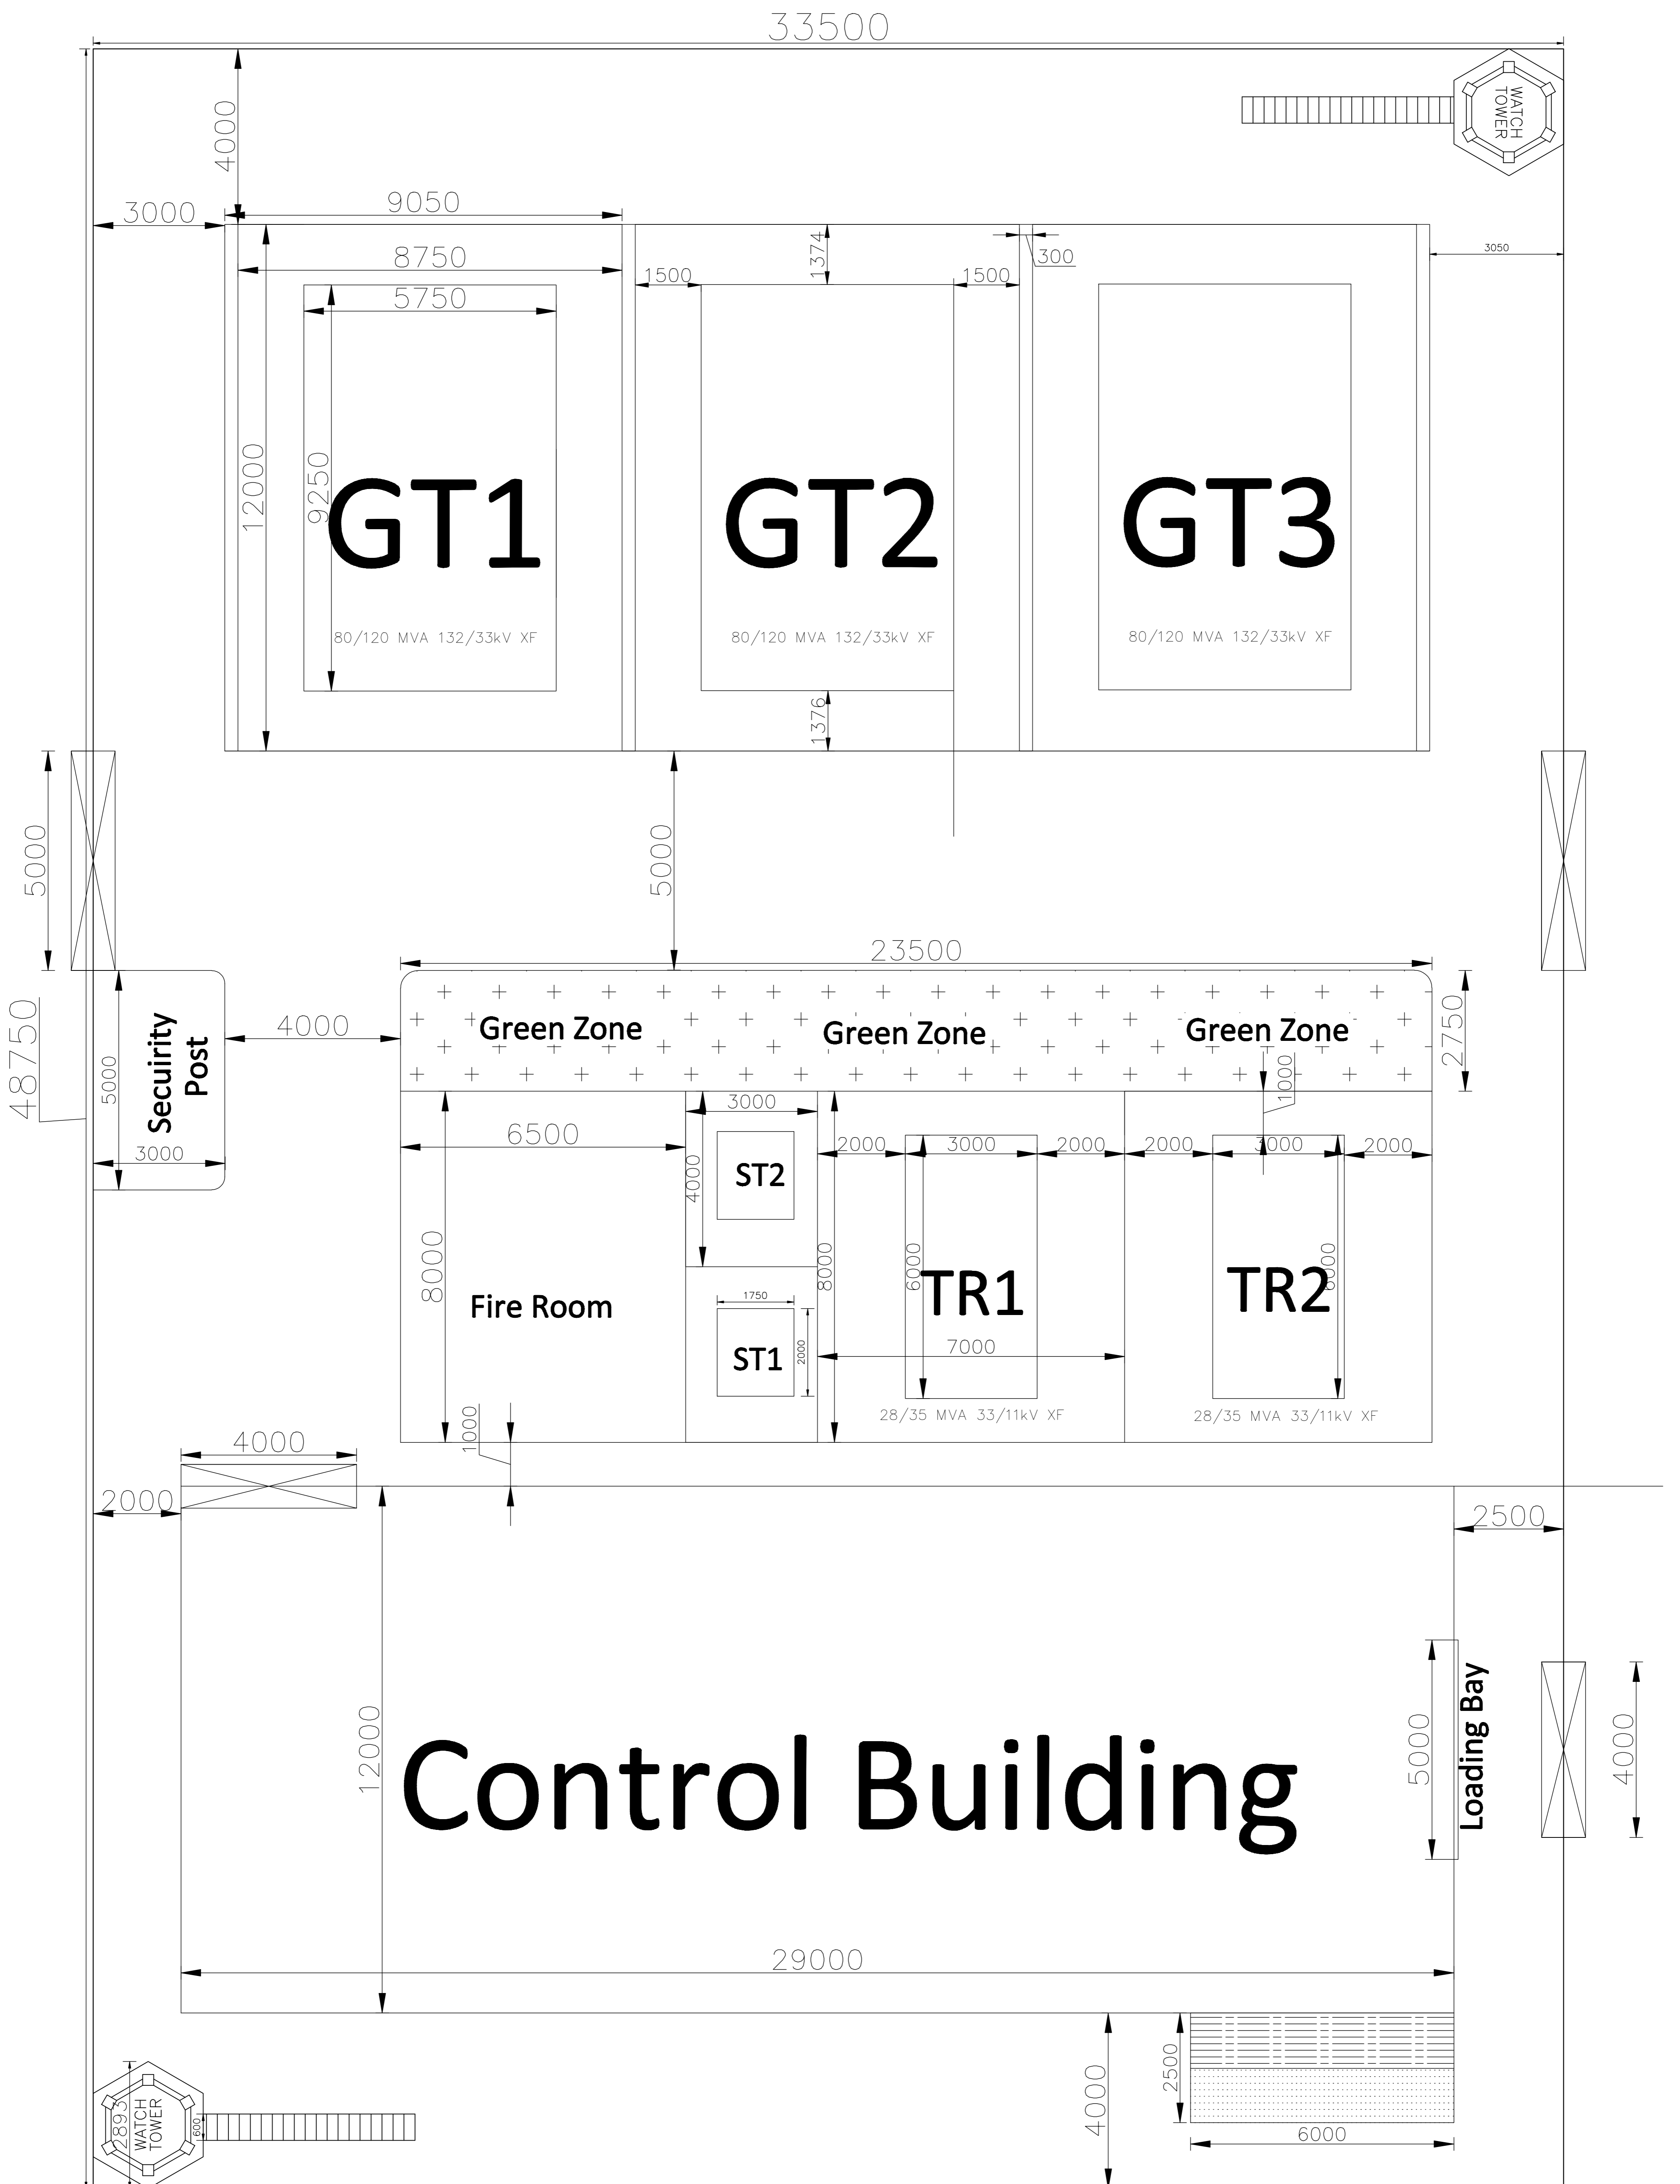 33500
WATCH
TOWER
4000
3000
9050
8750
5750
1374
1500
1500
300
3050
12000
9250
GT1
GT2
GT3
80/120 MVA 132/33kV XF
80/120 MVA 132/33kV XF
80/120 MVA 132/33kV XF
1376
5000
5000
23500
48750
5000
Secuirity
Post
3000
4000
Green Zone
Green Zone
Green Zone
2750
1000
6500
3000
2000
3000
2000
2000
3000
2000
4000
ST2
8000
8000
6000
6000
TR1
TR2
Fire Room
1750
ST1
2000
7000
28/35 MVA 33/11kV XF
28/35 MVA 33/11kV XF
1000
4000
2000
2500
12000
Control Building
5000
Loading Bay
4000
29000
2500
4000
6000
2893
WATCH
TOWER
600